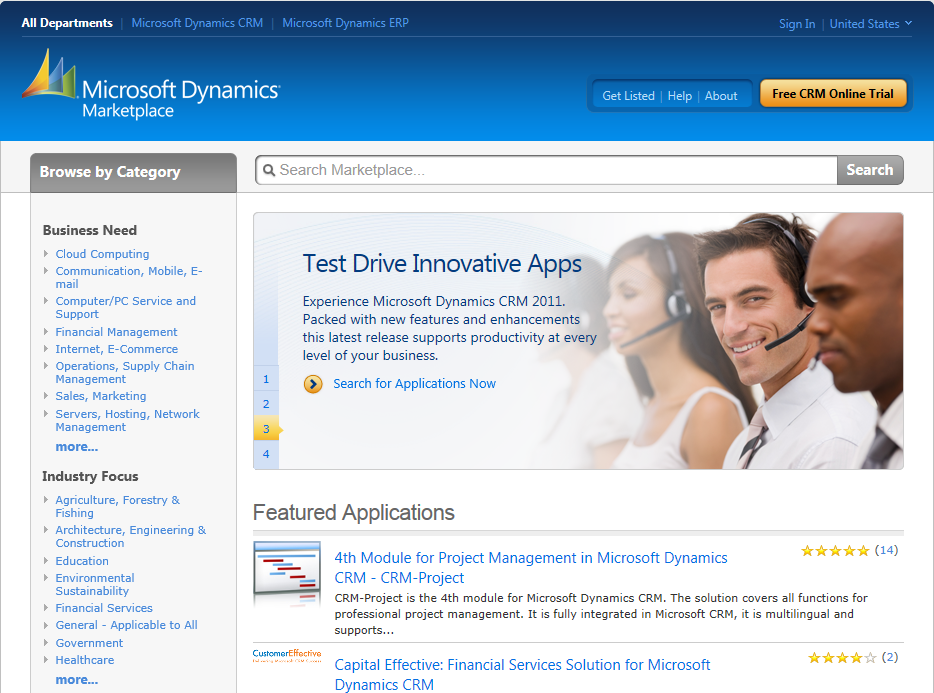 All Departments | Microsoft Dynamics CRM | Microsoft Dynamics ERP
Sign In | United States
Microsoft Dynamics
Marketplace
Get Listed | Help | About
Free CRM Online Trial
Browse by Category
Search Marketplace...
Search
Business Need
Cloud Computing
Communication, Mobile, E-
mail
Computer/PC Service and
Support
Financial Management
Internet, E-Commerce
Operations, Supply Chain
Management
Sales, Marketing
Servers, Hosting, Network
Management
more...
Industry Focus
Agriculture, Forestry &
Fishing
Architecture, Engineering &
Construction
Education
Environmental
Sustainability
Financial Services
General - Applicable to All
Government
Healthcare
more...
Test Drive Innovative Apps
Experience Microsoft Dynamics CRM 2011.
Packed with new features and enhancements
this latest release supports productivity at every
level of your business.
Search for Applications Now
1
2
3
4
Featured Applications
4th Module for Project Management in Microsoft Dynamics
CRM - CRM-Project
(14)
CRM-Project is the 4th module for Microsoft Dynamics CRM. The solution covers all functions for
professional project management. It is fully integrated in Microsoft CRM, it is multilingual and
supports...
CustomerEffective
Capital Effective: Financial Services Solution for Microsoft
Dynamics CRM
(2)